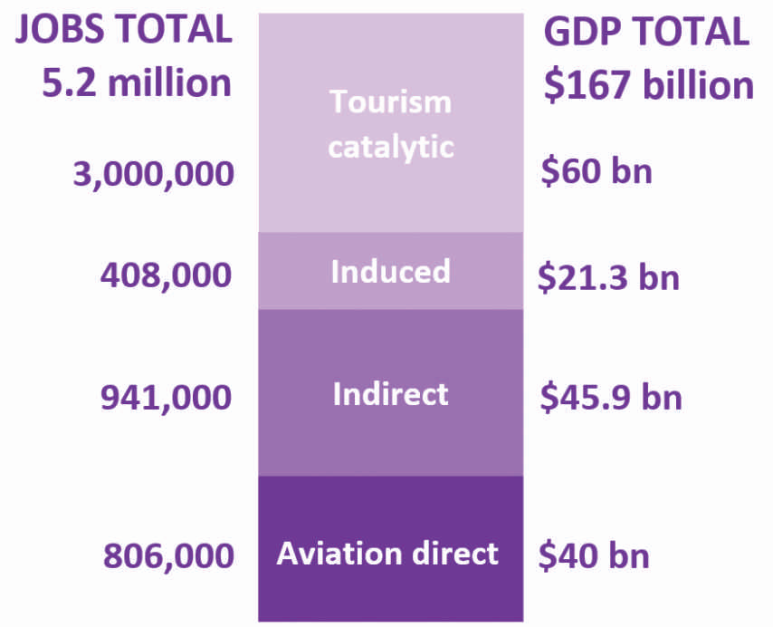 JOBS TOTAL
5.2 million
GDP TOTAL
$167 billion
3,000,000
Tourism
catalytic
$60 bn
408,000
Induced
$21.3 bn
941,000
Indirect
$45.9 bn
806,000
Aviation direct
$40 bn